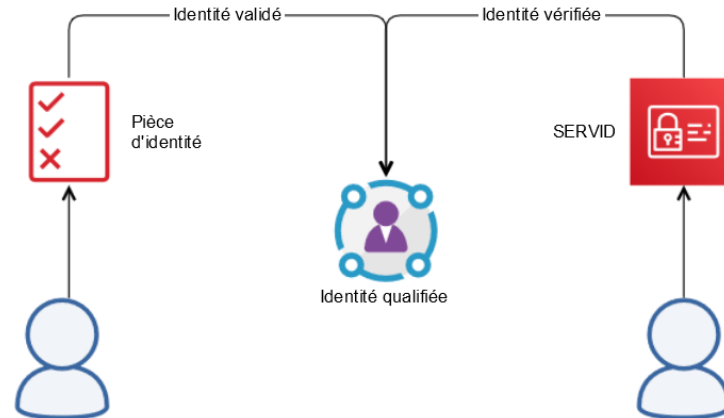 Identité validé
Identité vérifiée
Pièce
d'identité
SERVID
Identité qualifiée